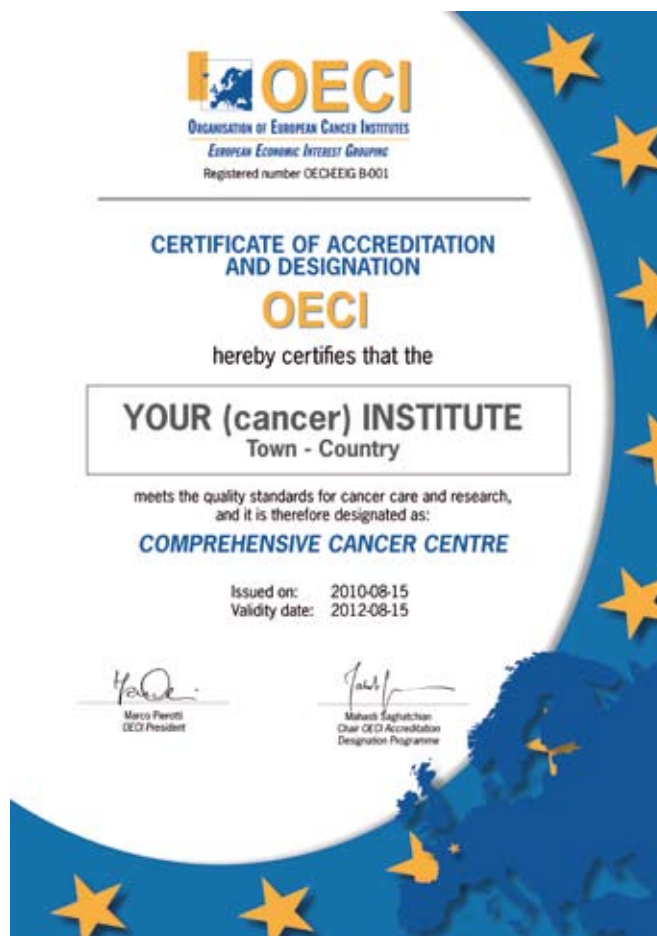 OECI
ORGANISATION OF EUROPEAN CANCER INSTITUTES
EUROPEAN ECONOMIC INTEREST GROUPING
Registered number OECI-EEIG B-001
CERTIFICATE OF ACCREDITATION
AND DESIGNATION
OECI
hereby certifies that the
YOUR (cancer) INSTITUTE
Town - Country
meets the quality standards for cancer care and research,
and it is therefore designated as:
COMPREHENSIVE CANCER CENTRE
Issued on: 2010-08-15
Validity date: 2012-08-15
Marco Pierotti
OECI President
Mahasti Saghatchian
Chair OECI Accreditation
Designation Programme